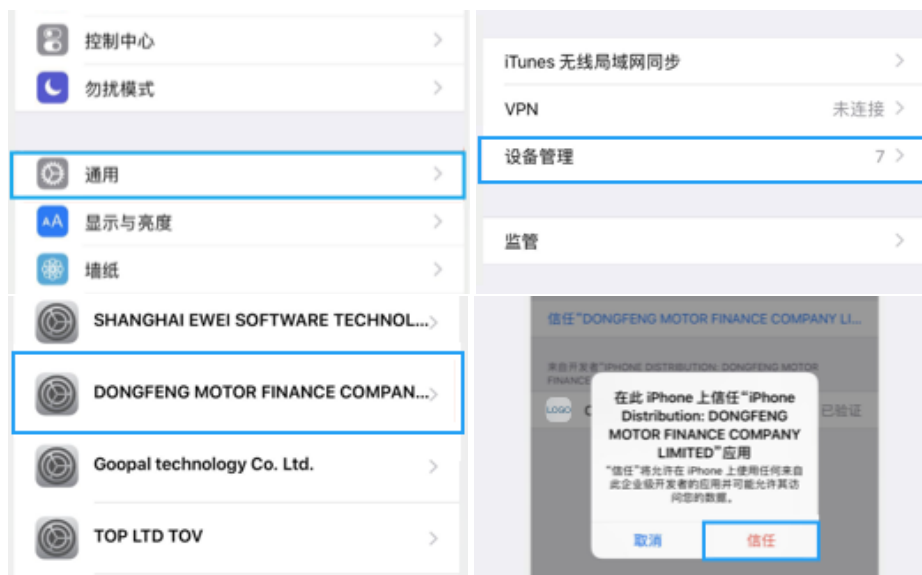 控制中心
勿扰模式
通用
AA
显示与亮度
墙纸
iTunes 无线局域网同步
VPN
未连接
设备管理
7
监管
SHANGHAI EWEI SOFTWARE TECHNOL...
DONGFENG MOTOR FINANCE COMPAN...
Goopal technology Co. Ltd.
TOP LTD TOV
信任"DONGFENG MOTOR FINANCE COMPANY LI...
来自开发者"IPHONE DISTRIBUTION: DONGFENG MOTOR
FINANCE
LOGO
已验证
在此 iPhone 上信任"iPhone
Distribution: DONGFENG
MOTOR FINANCE COMPANY
LIMITED"应用
"信任"将允许在 iPhone 上使用任何来自
此企业级开发者的应用并可能允许其访
问您的数据。
取消
信任